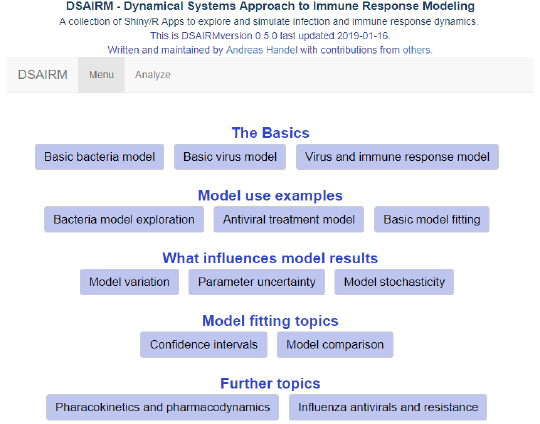 DSAIRM - Dynamical Systems Approach to Immune Response Modeling
A collection of Shiny/R Apps to explore and simulate infection and immune response dynamics.
This is DSAIRMversion 0.5.0 last updated 2019-01-16.
Written and maintained by Andreas Handel with contributions from others.
DSAIRM Menu Analyze
The Basics
Basic bacteria model Basic virus model Virus and immune response model
Model use examples
Bacteria model exploration Antiviral treatment model Basic model fitting
What influences model results
Model variation Parameter uncertainty Model stochasticity
Model fitting topics
Confidence intervals Model comparison
Further topics
Pharacokinetics and pharmacodynamics Influenza antivirals and resistance